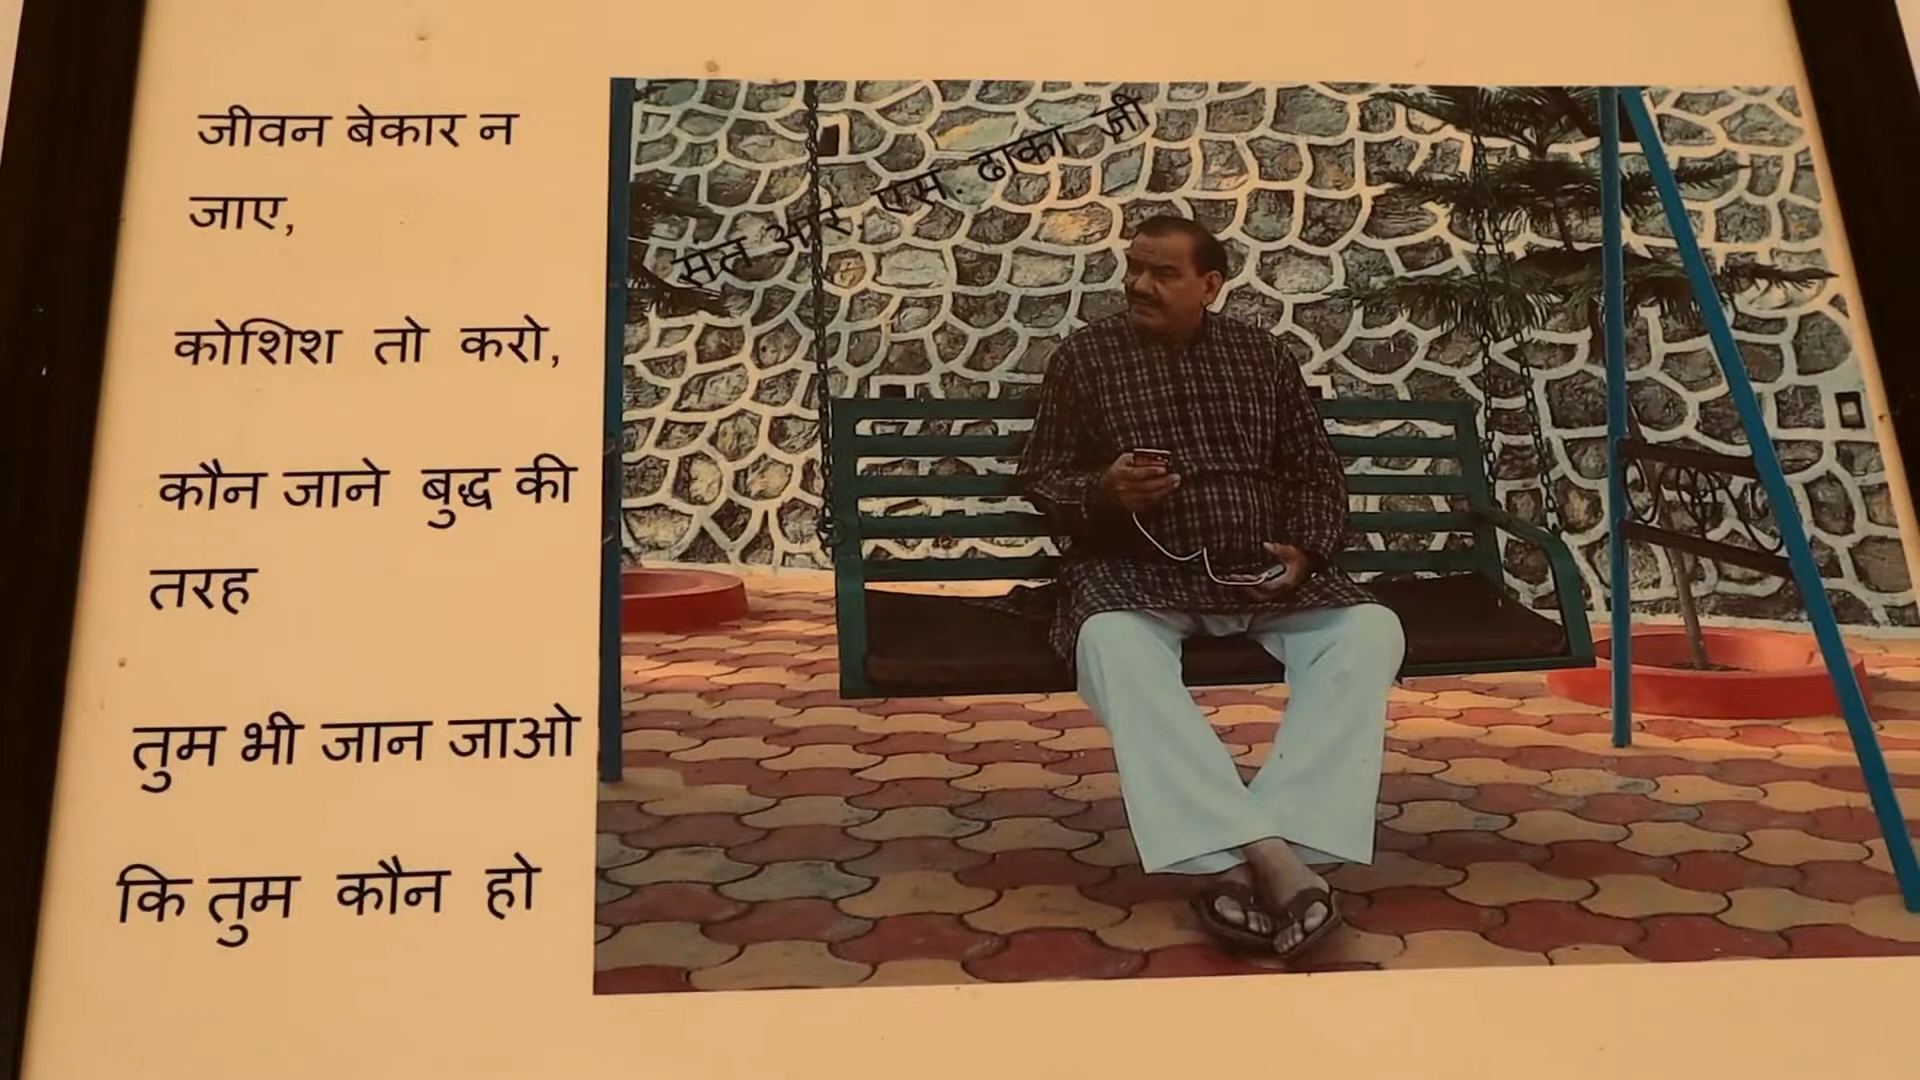 जीवन बेकार न
जाए,
कोशिश तो करो,
कौन जाने बुद्ध की
तरह
तुम भी जान जाओ
कि तुम कौन हो
संत आर. एस. ढाका जी